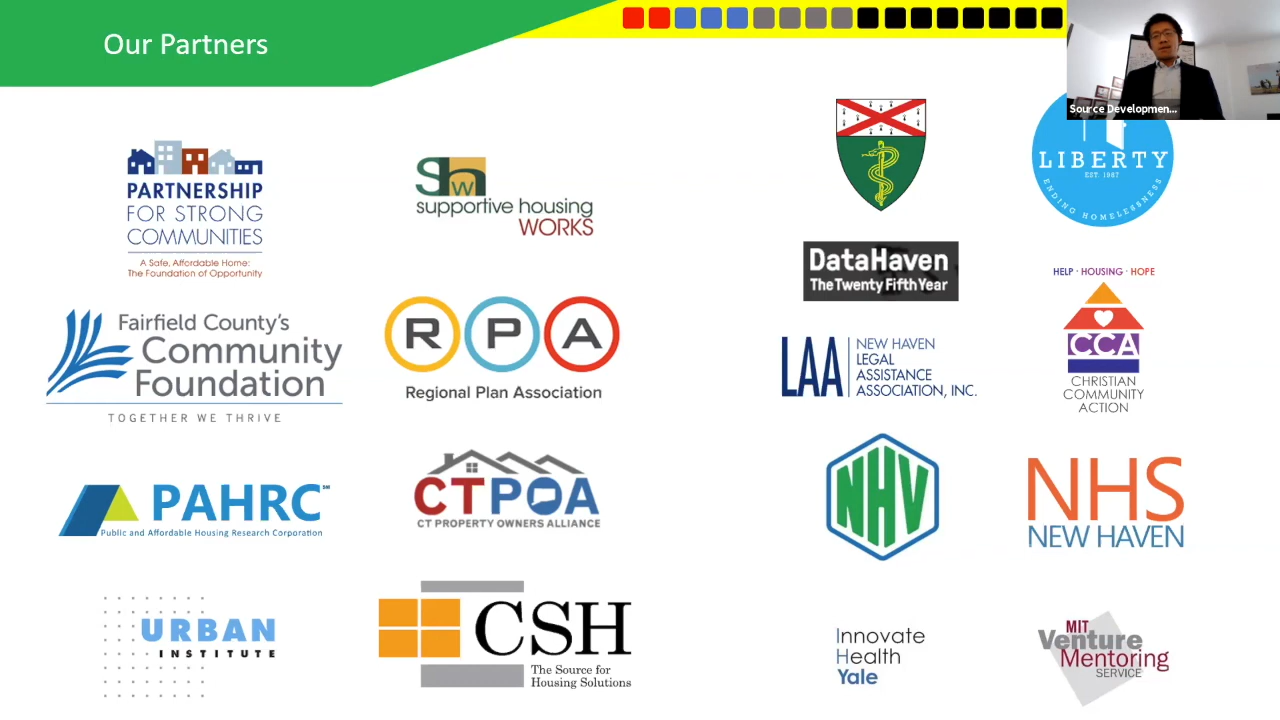 Our Partners
Source Developmen...
PARTNERSHIP
FOR STRONG
COMMUNITIES
A Safe, Affordable Home:
The Foundation of Opportunity
shw
supportive housing
WORKS
LIBERTY
EST. 1987
ENDING HOMELESSNESS
DataHaven
The Twenty Fifth Year
Fairfield County's
Community
Foundation
TOGETHER WE THRIVE
RPA
Regional Plan Association
LAA
NEW HAVEN
LEGAL
ASSISTANCE
ASSOCIATION, INC.
HELP · HOUSING · HOPE
CCA
CHRISTIAN
COMMUNITY
ACTION
PAHRC℠
Public and Affordable Housing Research Corporation
CTPOA
CT PROPERTY OWNERS ALLIANCE
NHV
NHS
NEW HAVEN
URBAN
INSTITUTE
CSH
The Source for
Housing Solutions
Innovate
Health
Yale
MIT
Venture
Mentoring
SERVICE